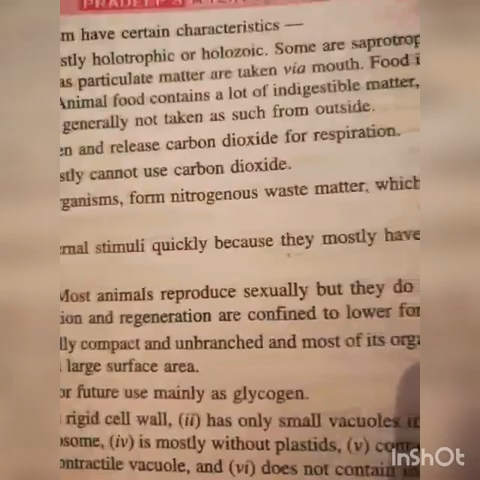 PRADEEP'S A TEXT
m have certain characteristics —
stly holotrophic or holozoic. Some are saprotrop
as particulate matter are taken via mouth. Food i
Animal food contains a lot of indigestible matter,
generally not taken as such from outside.
en and release carbon dioxide for respiration.
stly cannot use carbon dioxide.
rganisms, form nitrogenous waste matter, which
rnal stimuli quickly because they mostly have
Most animals reproduce sexually but they do
ion and regeneration are confined to lower for
lly compact and unbranched and most of its orga
large surface area.
or future use mainly as glycogen.
rigid cell wall, (ii) has only small vacuoles
osome, (iv) is mostly without plastids, (v)
ontractile vacuole, and (vi) does not contain
InShOt